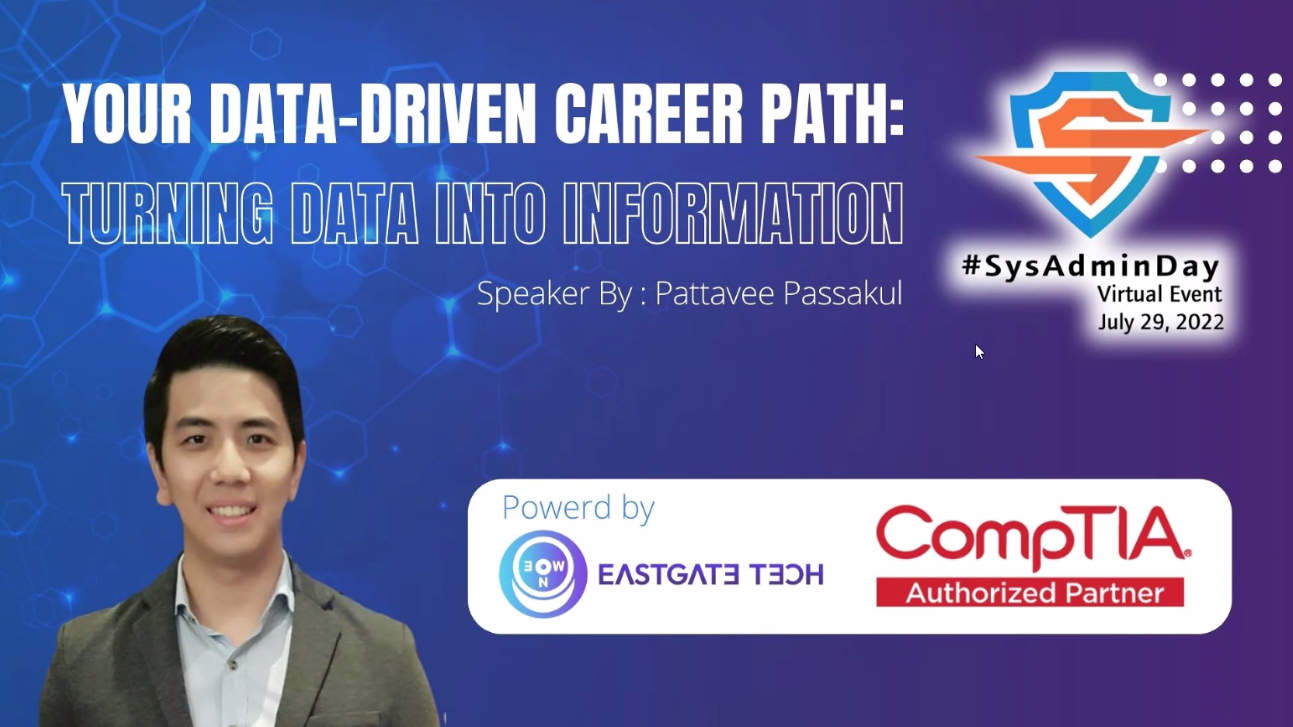 YOUR DATA-DRIVEN CAREER PATH:
TURNING DATA INTO INFORMATION
Speaker By : Pattavee Passakul
#SysAdminDay
Virtual Event
July 29, 2022
Powerd by
EOW
N
EASTGATE TECH
CompTIA®
Authorized Partner